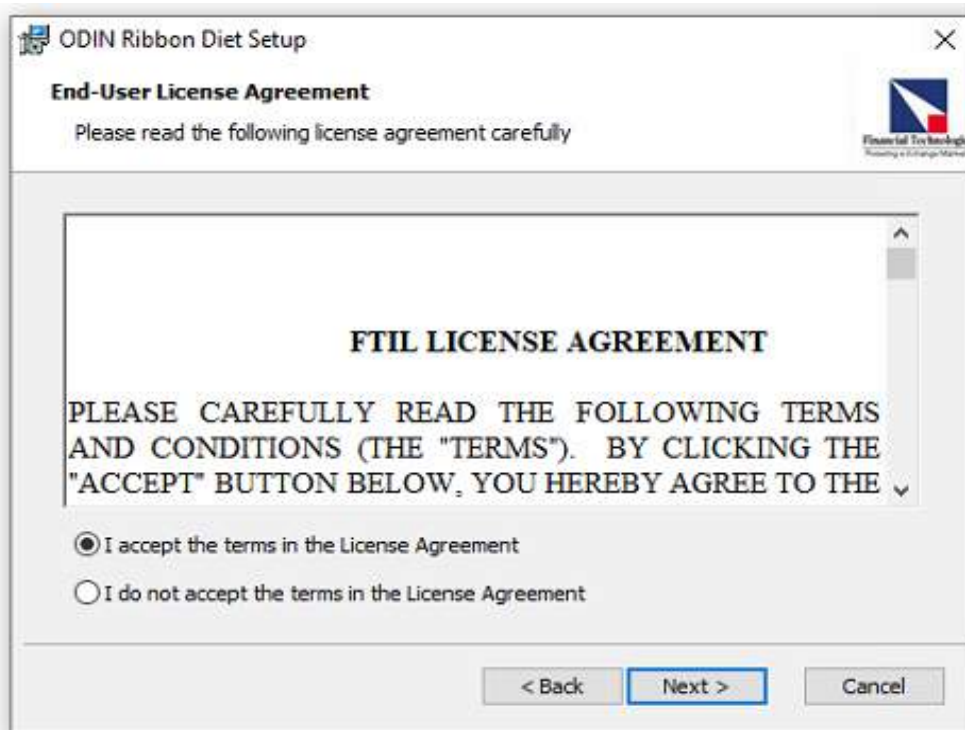 ODIN Ribbon Diet Setup
End-User License Agreement
Please read the following license agreement carefully
Financial Technologi
FTIL LICENSE AGREEMENT
PLEASE CAREFULLY READ THE FOLLOWING TERMS
AND CONDITIONS (THE "TERMS"). BY CLICKING THE
"ACCEPT" BUTTON BELOW, YOU HEREBY AGREE TO THE
I accept the terms in the License Agreement
I do not accept the terms in the License Agreement
< Back Next > Cancel